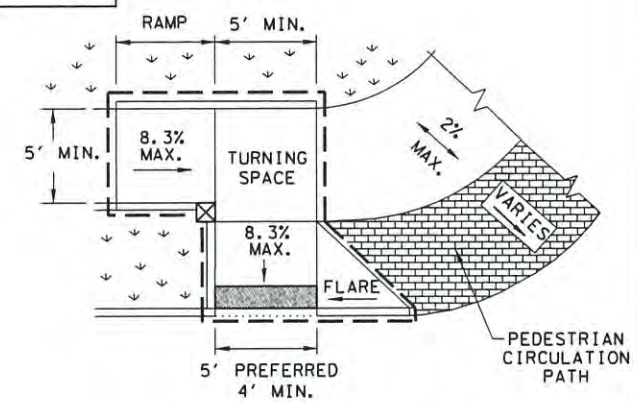 RAMP
5' MIN.
5' MIN.
8.3%
MAX.
TURNING
SPACE
2%
MAX.
VARIES
8.3%
MAX.
FLARE
5' PREFERRED
4' MIN.
PEDESTRIAN
CIRCULATION
PATH